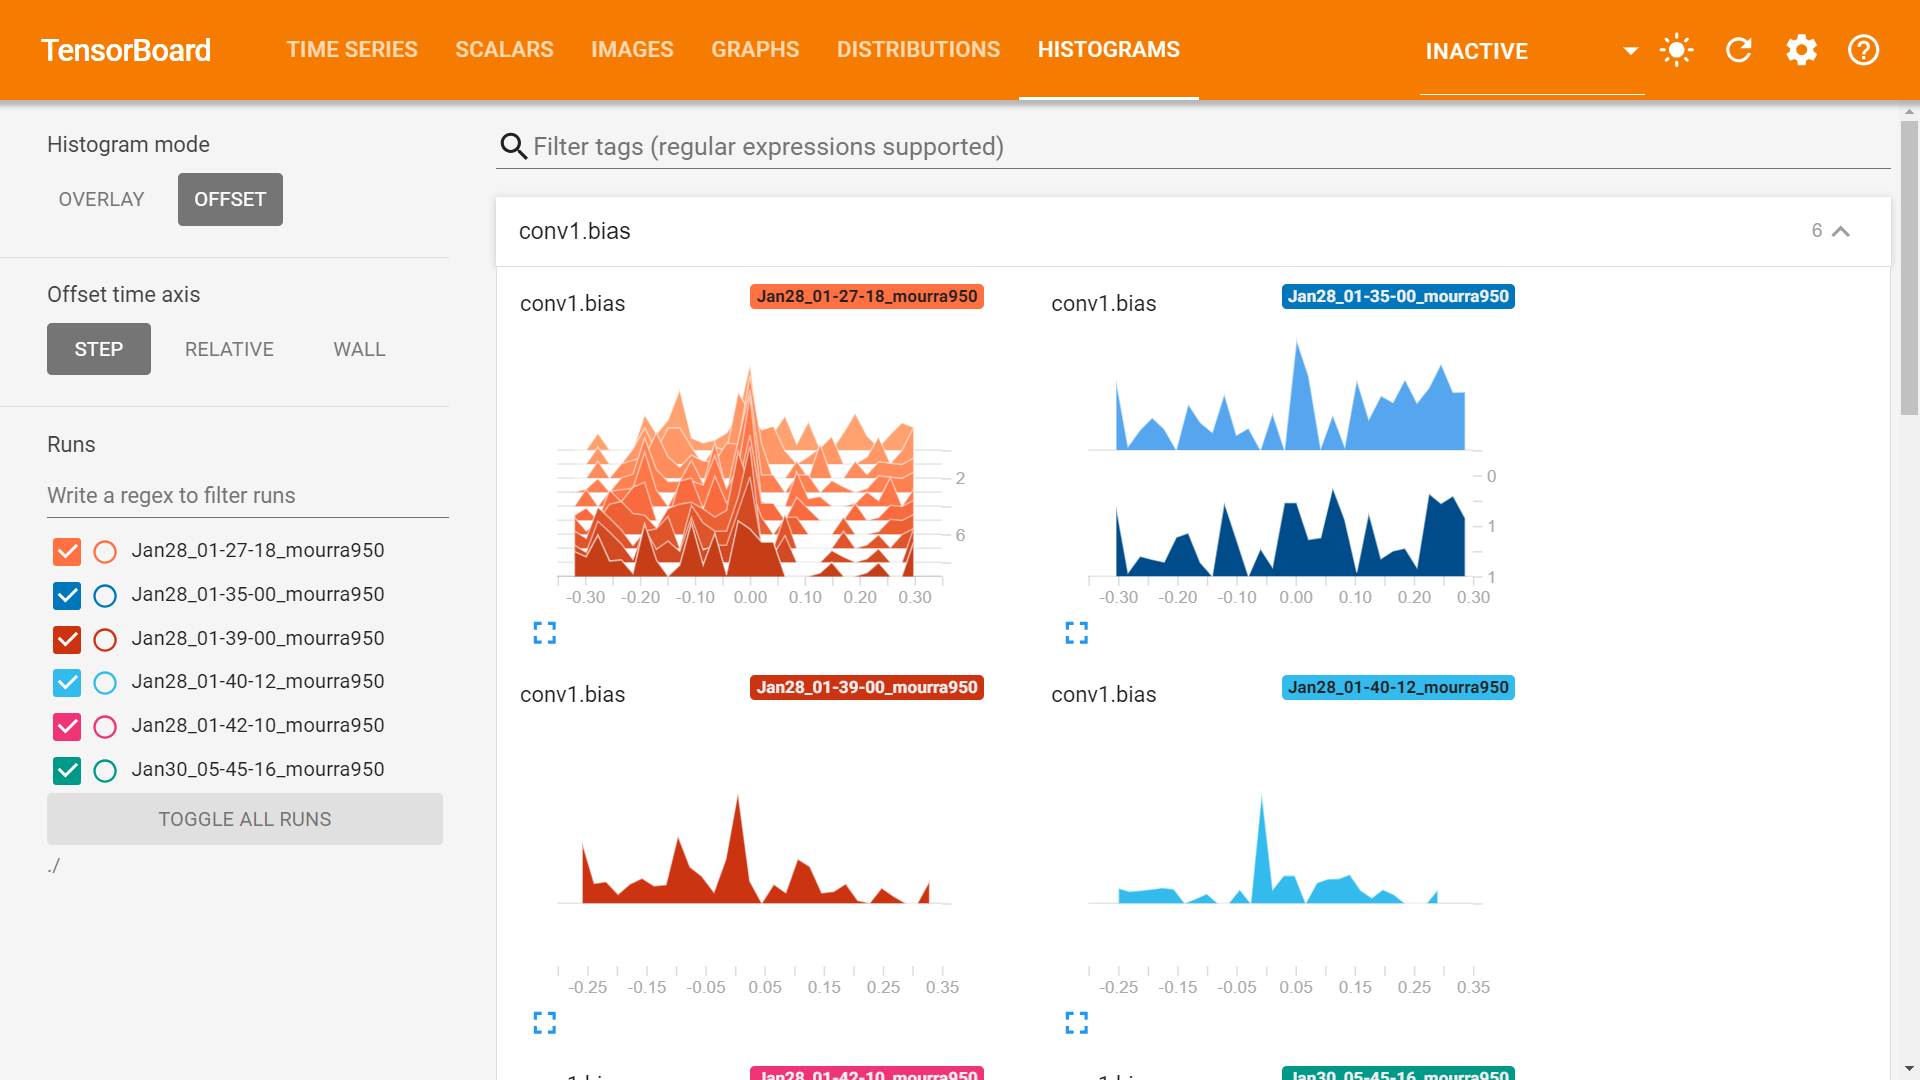 TensorBoard
TIME SERIES SCALARS IMAGES GRAPHS DISTRIBUTIONS HISTOGRAMS
INACTIVE
Histogram mode
OVERLAY OFFSET
Offset time axis
STEP RELATIVE WALL
Runs
Write a regex to filter runs
Jan28_01-27-18_mourra950
Jan28_01-35-00_mourra950
Jan28_01-39-00_mourra950
Jan28_01-40-12_mourra950
Jan28_01-42-10_mourra950
Jan30_05-45-16_mourra950
TOGGLE ALL RUNS
./
Filter tags (regular expressions supported)
conv1.bias
6
conv1.bias Jan28_01-27-18_mourra950
2
6
-0.30 -0.20 -0.10 0.00 0.10 0.20 0.30
conv1.bias Jan28_01-35-00_mourra950
0
1
1
-0.30 -0.20 -0.10 0.00 0.10 0.20 0.30
conv1.bias Jan28_01-39-00_mourra950
-0.25 -0.15 -0.05 0.05 0.15 0.25 0.35
conv1.bias Jan28_01-40-12_mourra950
-0.25 -0.15 -0.05 0.05 0.15 0.25 0.35
Jan28_01-42-10_mourra950
Jan30_05-45-16_mourra950